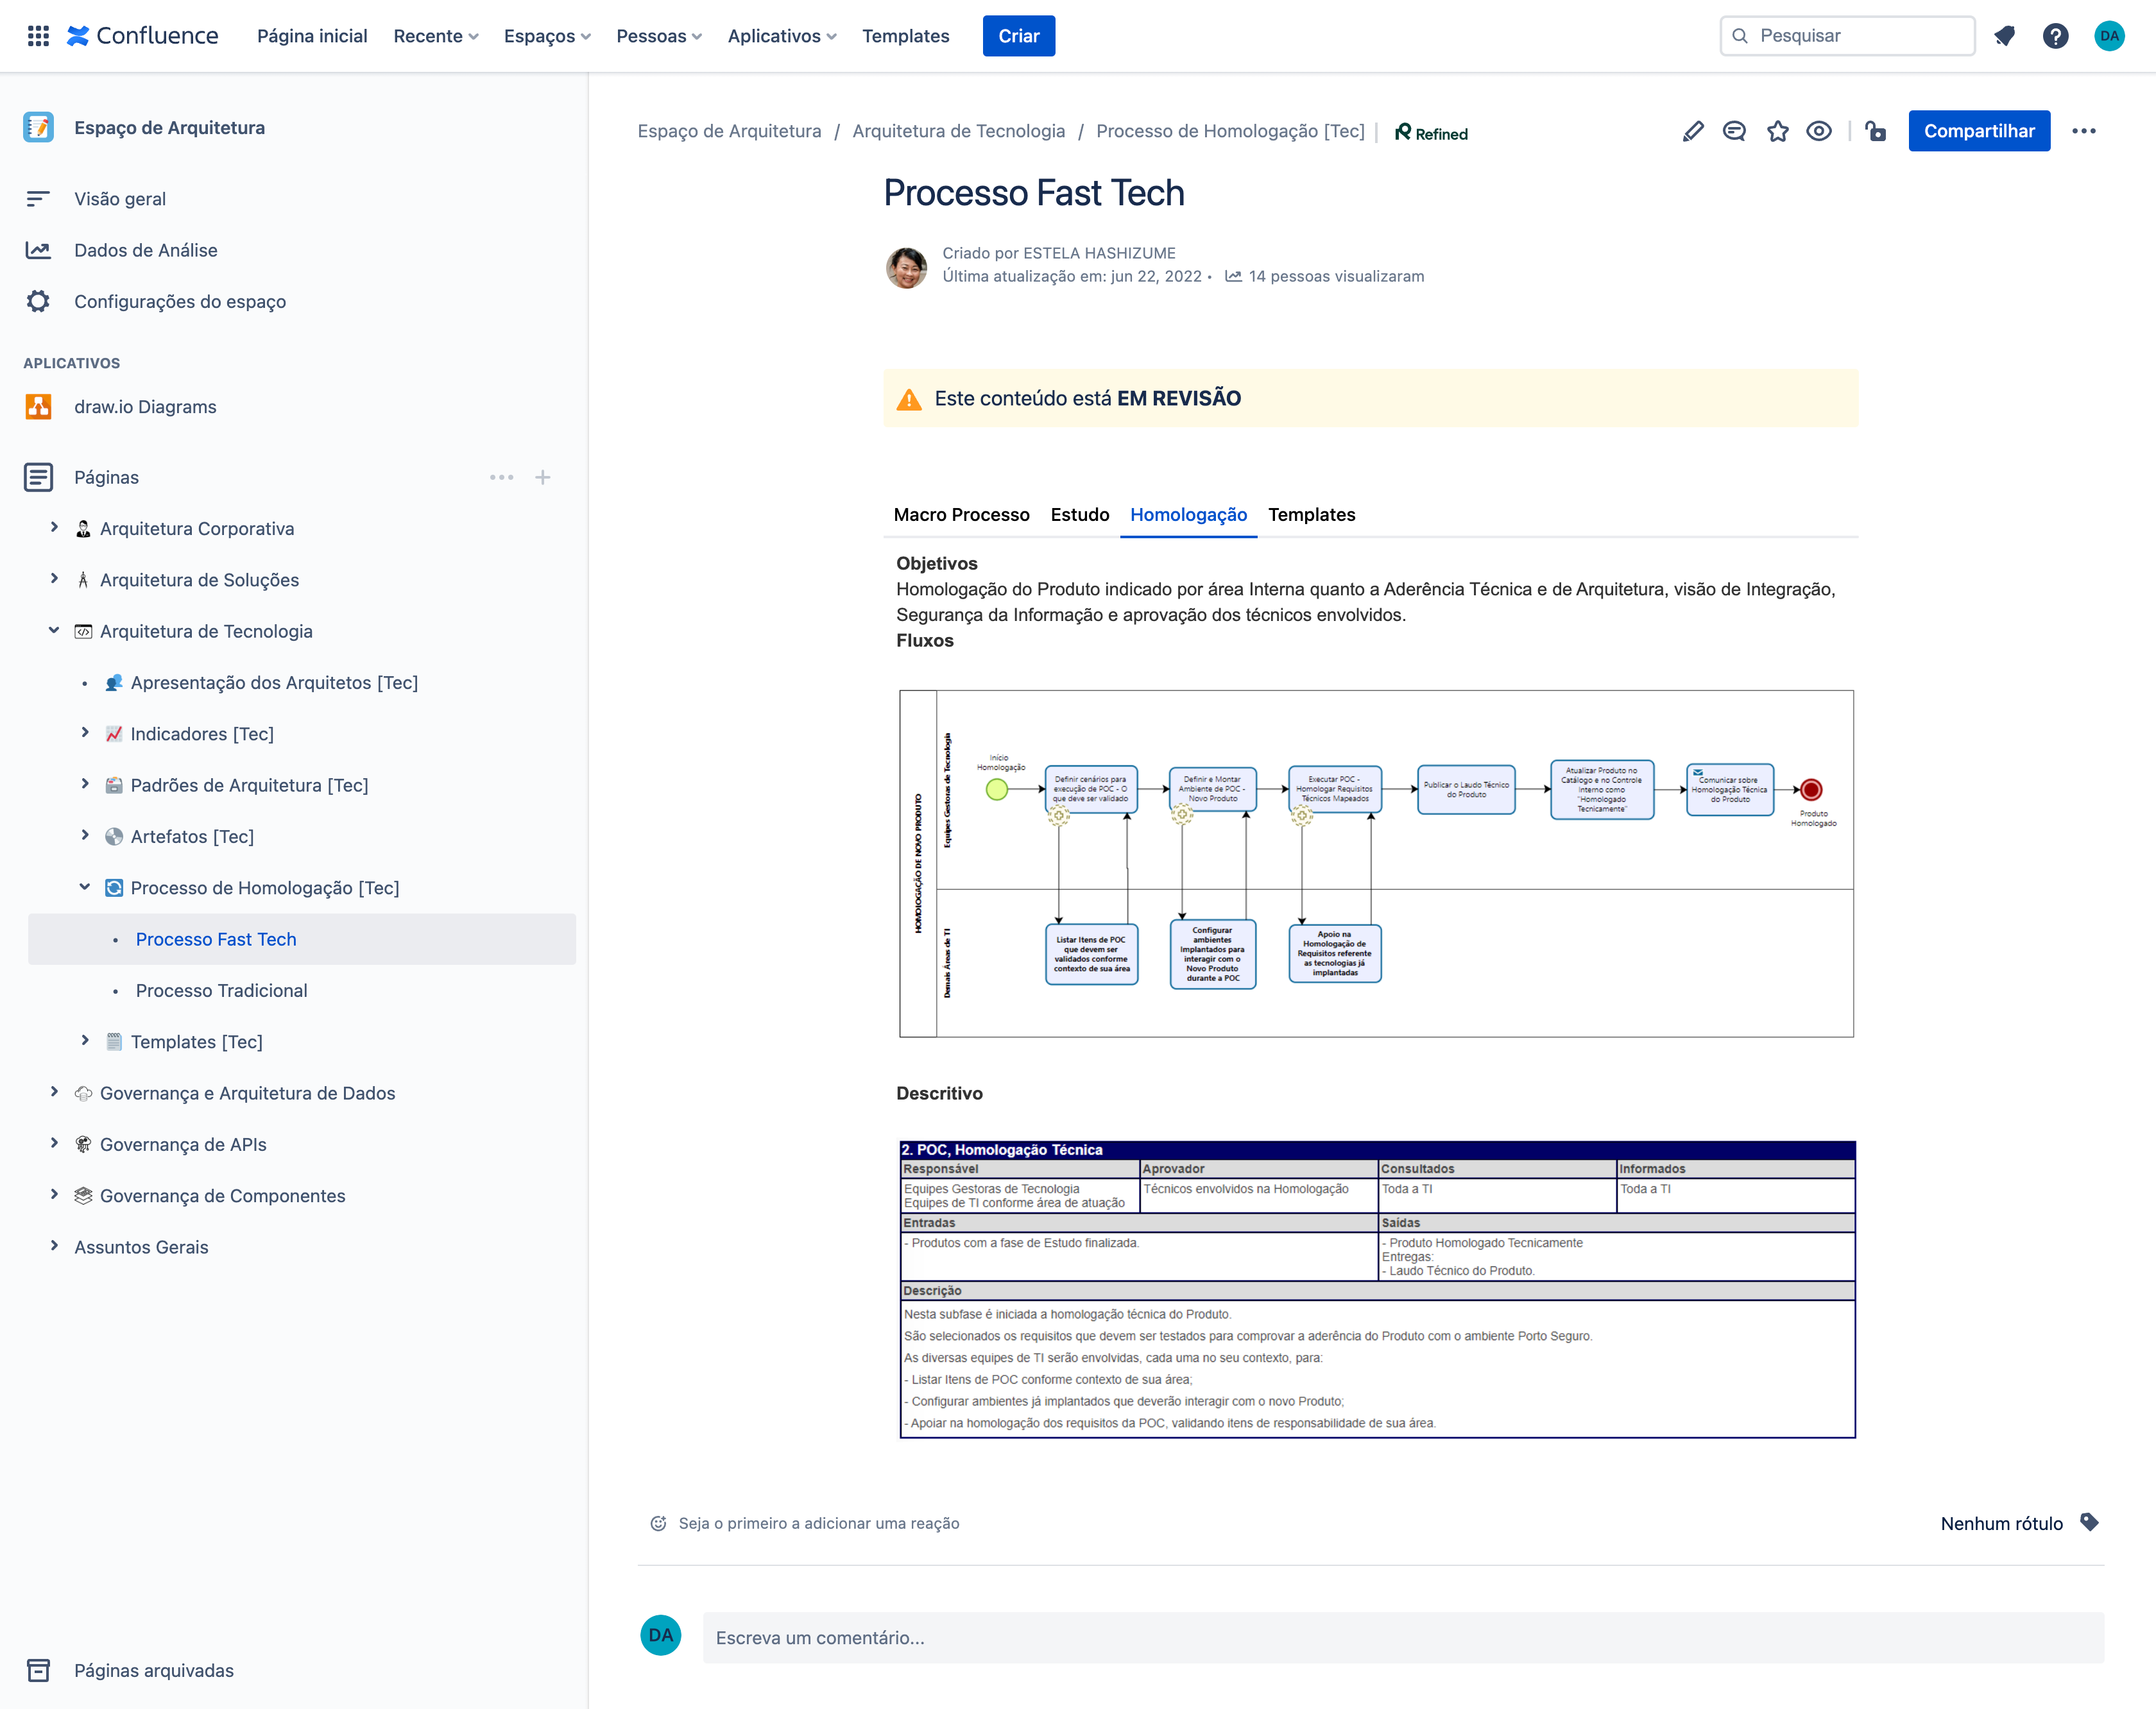 Confluence
Página inicial
Recente
Espaços
Pessoas
Aplicativos
Templates
Criar
Pesquisar
DA
Espaço de Arquitetura
Visão geral
Dados de Análise
Configurações do espaço
APLICATIVOS
draw.io Diagrams
Páginas
Arquitetura Corporativa
Arquitetura de Soluções
Arquitetura de Tecnologia
Apresentação dos Arquitetos [Tec]
Indicadores [Tec]
Padrões de Arquitetura [Tec]
Artefatos [Tec]
Processo de Homologação [Tec]
Processo Fast Tech
Processo Tradicional
Templates [Tec]
Governança e Arquitetura de Dados
Governança de APIs
Governança de Componentes
Assuntos Gerais
Páginas arquivadas
Espaço de Arquitetura / Arquitetura de Tecnologia / Processo de Homologação [Tec]
Refined
Compartilhar
Processo Fast Tech
Criado por ESTELA HASHIZUME
Última atualização em: jun 22, 2022 • 14 pessoas visualizaram
Este conteúdo está EM REVISÃO
Macro Processo
Estudo
Homologação
Templates
Objetivos
Homologação do Produto indicado por área Interna quanto a Aderência Técnica e de Arquitetura, visão de Integração,
Segurança da Informação e aprovação dos técnicos envolvidos.
Fluxos
HOMOLOGAÇÃO DE NOVO PRODUTO
Equipes Gestoras de Tecnologia
Início
Homologação
Definir cenários para
execução de POC - O
que deve ser validado
Definir e Montar
Ambiente de POC -
Novo Produto
Executar POC -
Homologar Requisitos
Técnicos Mapeados
Publicar o Laudo Técnico
do Produto
Atualizar Produto no
Catálogo e no Controle
Interno como
"Homologado
Tecnicamente"
Comunicar sobre
Homologação Técnica
do Produto
Produto
Homologado
Demais Áreas de TI
Listar Itens de POC
que devem ser
validados conforme
contexto de sua área
Configurar
ambientes
Implantados para
interagir com o
Novo Produto
durante a POC
Apoio na
Homologação de
Requisitos referente
as tecnologias já
implantadas
Descritivo
2. POC, Homologação Técnica
Responsável
Aprovador
Consultados
Informados
Equipes Gestoras de Tecnologia
Equipes de TI conforme área de atuação
Técnicos envolvidos na Homologação
Toda a TI
Toda a TI
Entradas
Saídas
- Produtos com a fase de Estudo finalizada.
- Produto Homologado Tecnicamente
Entregas:
- Laudo Técnico do Produto.
Descrição
Nesta subfase é iniciada a homologação técnica do Produto.
São selecionados os requisitos que devem ser testados para comprovar a aderência do Produto com o ambiente Porto Seguro.
As diversas equipes de TI serão envolvidas, cada uma no seu contexto, para:
- Listar Itens de POC conforme contexto de sua área;
- Configurar ambientes já implantados que deverão interagir com o novo Produto;
- Apoiar na homologação dos requisitos da POC, validando itens de responsabilidade de sua área.
Seja o primeiro a adicionar uma reação
Nenhum rótulo
DA
Escreva um comentário...